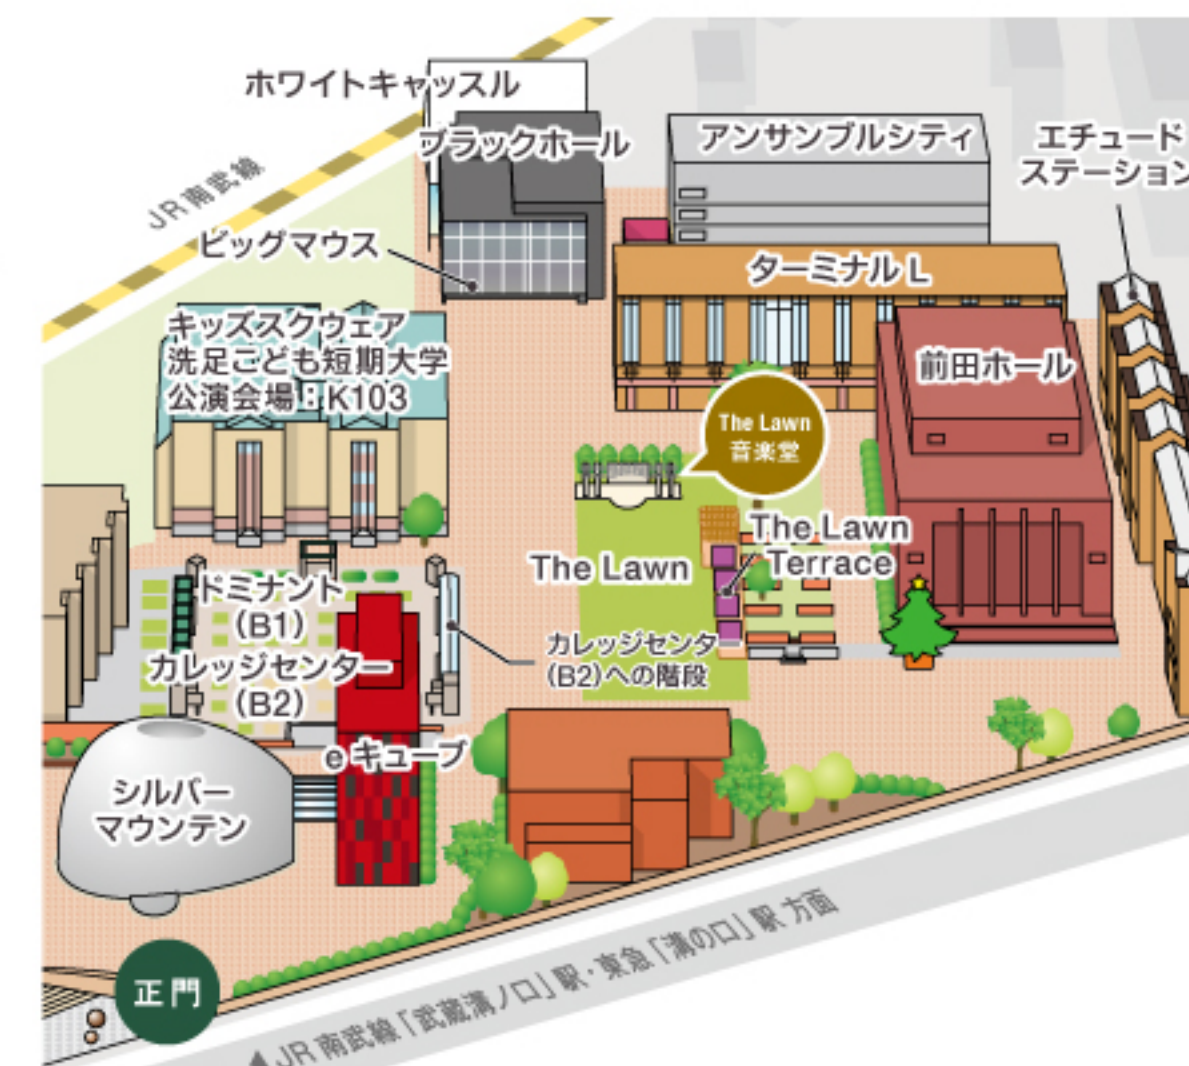 ホワイトキャッスル
ブラックホール
アンサンブルシティ
エチュード
ステーション
JR南武線
ビッグマウス
ターミナル L
キッズスクウェア
洗足こども短期大学
公演会場：K103
前田ホール
The Lawn
音楽堂
The Lawn
Terrace
The Lawn
ドミナント
(B1)
カレッジセンター
(B2)
カレッジセンター
(B2)への階段
eキューブ
シルバー
マウンテン
正門
JR南武線「武蔵溝ノ口」駅・東急「溝の口」駅 方面